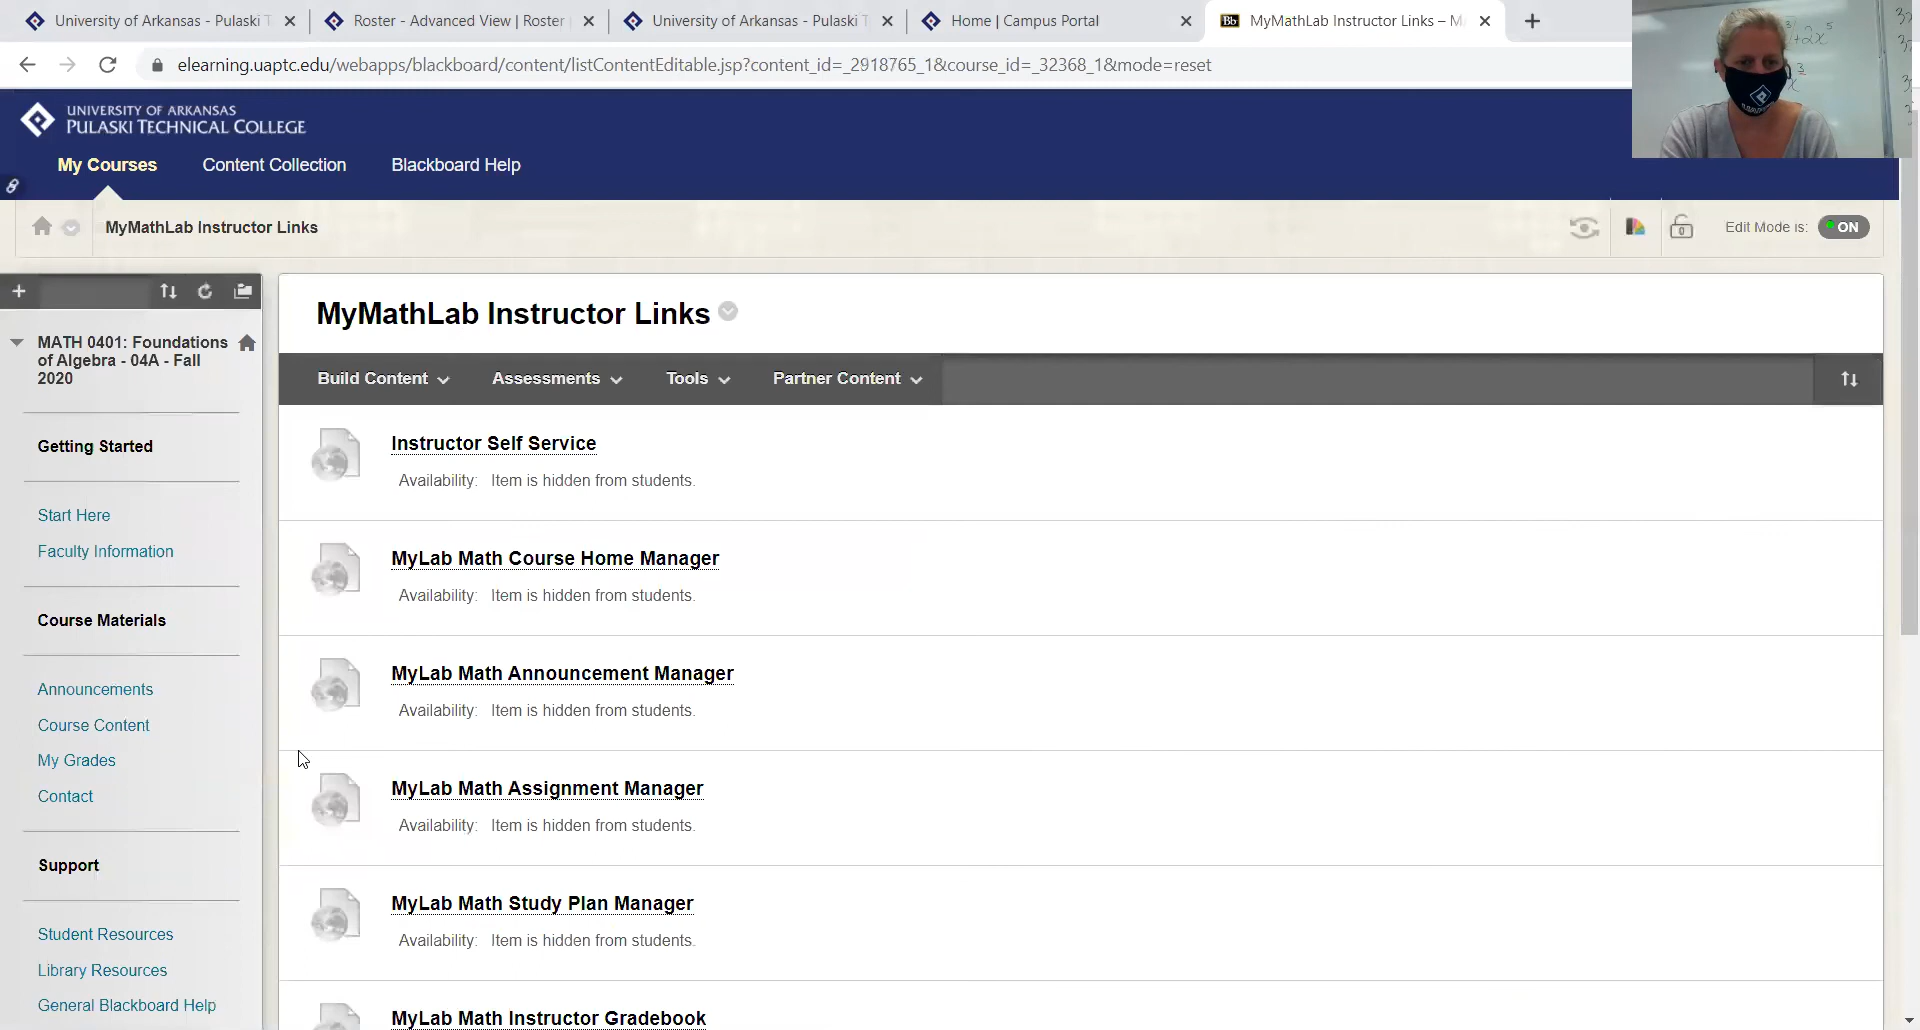 University of Arkansas - Pulaski T
Roster - Advanced View | Roster
University of Arkansas - Pulaski T
Home | Campus Portal
Bb MyMathLab Instructor Links – M
elearning.uaptc.edu/webapps/blackboard/content/listContentEditable.jsp?content_id=_2918765_1&course_id=_32368_1&mode=reset
UNIVERSITY OF ARKANSAS
PULASKI TECHNICAL COLLEGE
My Courses
Content Collection
Blackboard Help
MyMathLab Instructor Links
Edit Mode is:
ON
MATH 0401: Foundations
of Algebra - 04A - Fall
2020
Getting Started
Start Here
Faculty Information
Course Materials
Announcements
Course Content
My Grades
Contact
Support
Student Resources
Library Resources
General Blackboard Help
MyMathLab Instructor Links
Build Content
Assessments
Tools
Partner Content
Instructor Self Service
Availability: Item is hidden from students.
MyLab Math Course Home Manager
Availability: Item is hidden from students.
MyLab Math Announcement Manager
Availability: Item is hidden from students.
MyLab Math Assignment Manager
Availability: Item is hidden from students.
MyLab Math Study Plan Manager
Availability: Item is hidden from students.
MyLab Math Instructor Gradebook